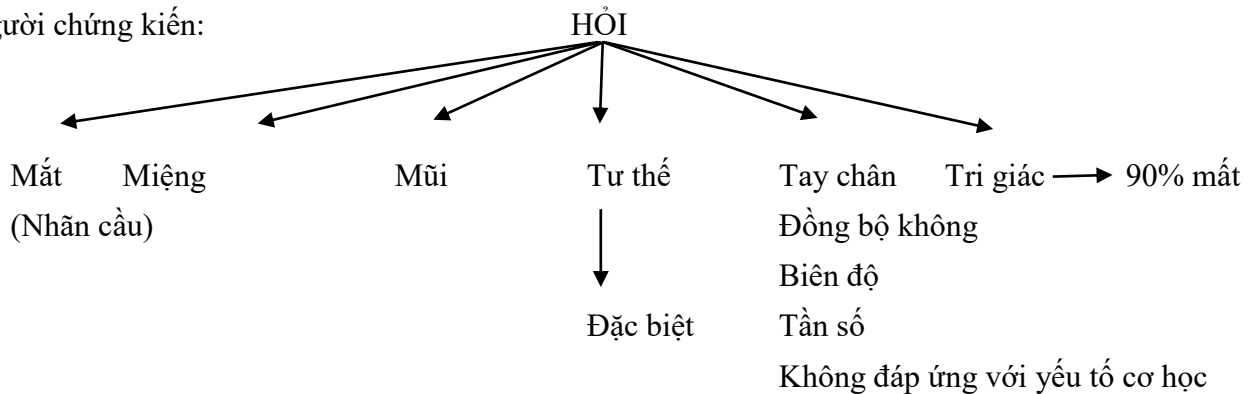 gười chứng kiến: HỎI
Mắt Miệng Mũi Tư thế Tay chân Tri giác 90% mất
(Nhãn cầu) Đồng bộ không
Biên độ
Đặc biệt Tần số
Không đáp ứng với yếu tố cơ học